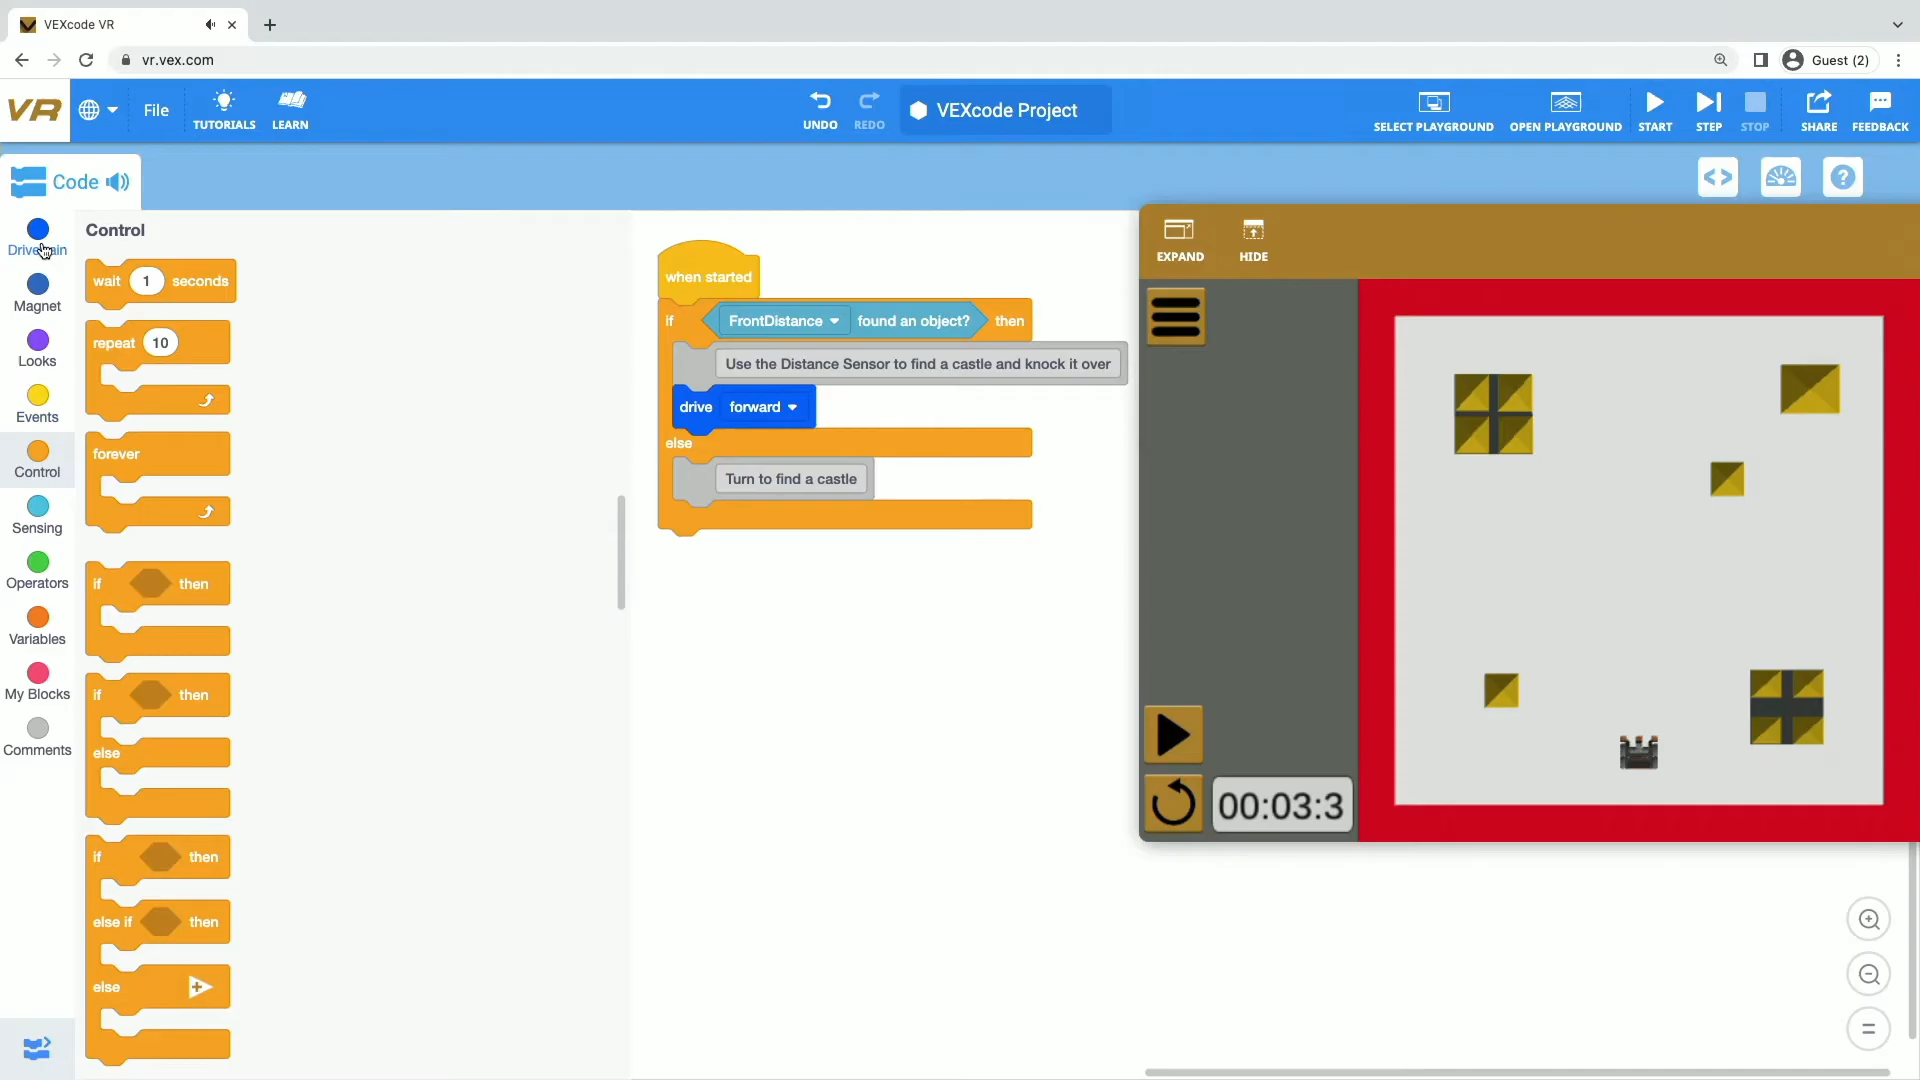 VEXcode VR
vr.vex.com
Guest (2)
VR
File
TUTORIALS
LEARN
UNDO
REDO
VEXcode Project
SELECT PLAYGROUND
OPEN PLAYGROUND
START
STEP
STOP
SHARE
FEEDBACK
Code
Drivetrain
Magnet
Looks
Events
Control
Sensing
Operators
Variables
My Blocks
Comments
Control
wait 1 seconds
repeat 10
forever
if then
if then
else
if then
else if then
else
when started
if FrontDistance found an object? then
Use the Distance Sensor to find a castle and knock it over
drive forward
else
Turn to find a castle
EXPAND
HIDE
00:03:3